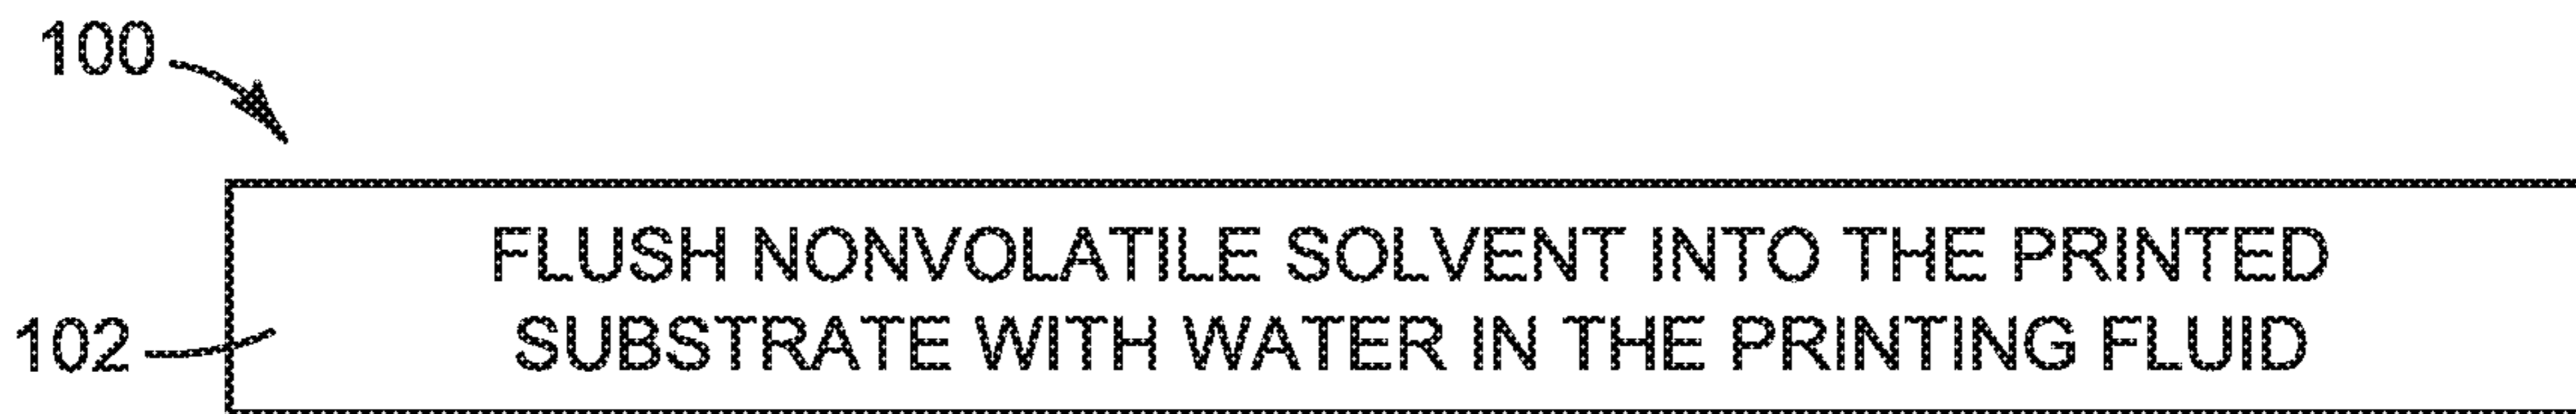 100
FLUSH NONVOLATILE SOLVENT INTO THE PRINTED
102 SUBSTRATE WITH WATER IN THE PRINTING FLUID